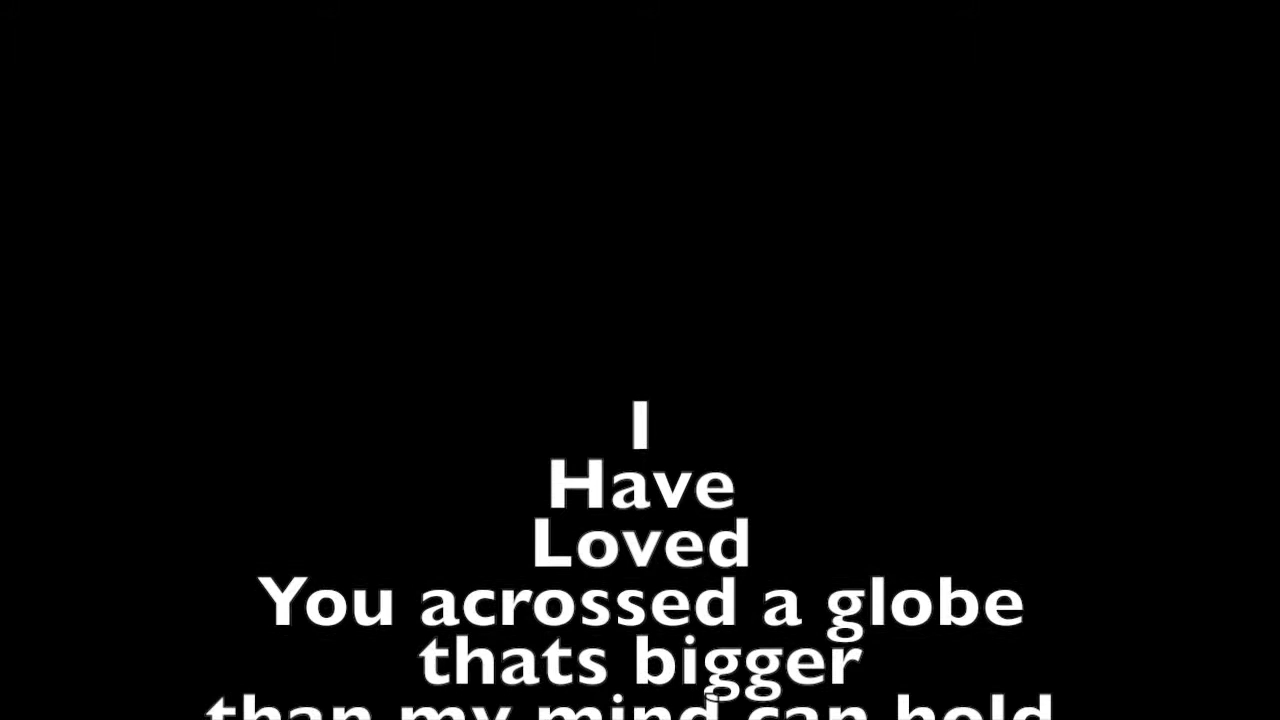 I
Have
Loved
You acrossed a globe
thats bigger
than my mind can hold